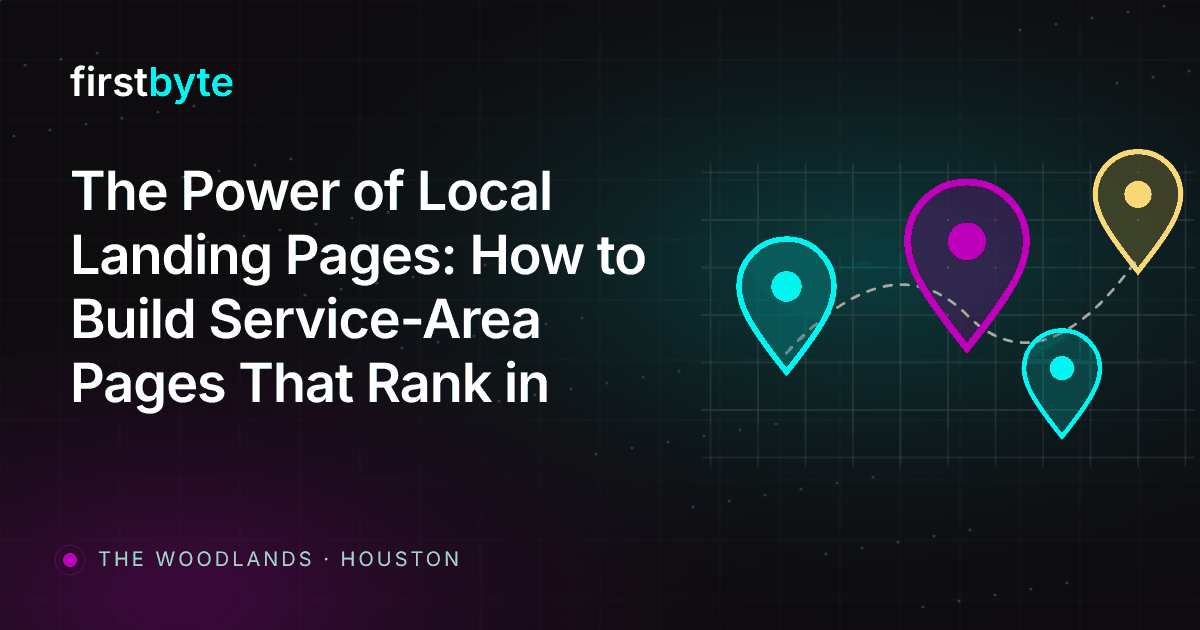 firstbyte
The Power of Local
Landing Pages: How to
Build Service-Area
Pages That Rank in
THE WOODLANDS · HOUSTON